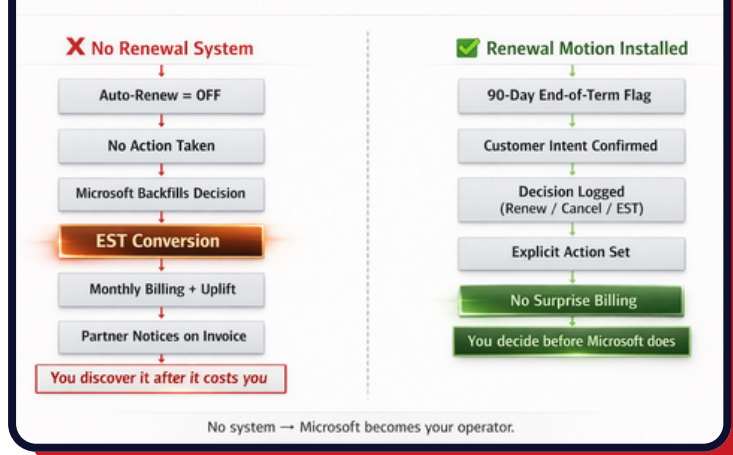 ❌ No Renewal System
Auto-Renew = OFF
No Action Taken
Microsoft Backfills Decision
EST Conversion
Monthly Billing + Uplift
Partner Notices on Invoice
You discover it after it costs you
✅ Renewal Motion Installed
90-Day End-of-Term Flag
Customer Intent Confirmed
Decision Logged
(Renew / Cancel / EST)
Explicit Action Set
No Surprise Billing
You decide before Microsoft does
No system → Microsoft becomes your operator.